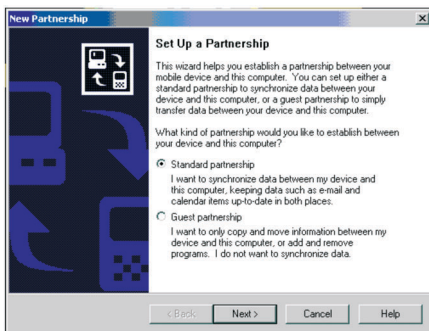 New Partnership
Set Up a Partnership
This wizard helps you establish a partnership between your
mobile device and this computer. You can set up either a
standard partnership to synchronize data between your
device and this computer, or a guest partnership to simply
transfer data between your device and this computer.
What kind of partnership would you like to establish between
your device and this computer?
Standard partnership
I want to synchronize data between my device and
this computer, keeping data such as e-mail and
calendar items up-to-date in both places.
Guest partnership
I want to only copy and move information between my
device and this computer, or add and remove
programs. I do not want to synchronize data.
< Back Next > Cancel Help